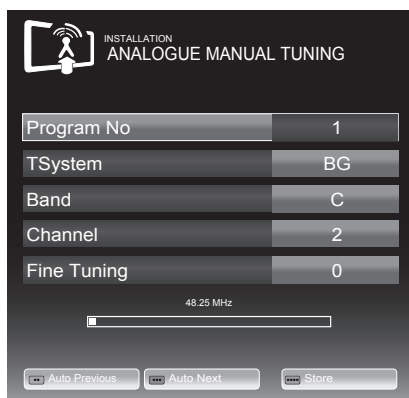 INSTALLATION
ANALOGUE MANUAL TUNING
Program No 1
TSystem BG
Band C
Channel 2
Fine Tuning 0
48.25 MHz
Auto Previous Auto Next Store